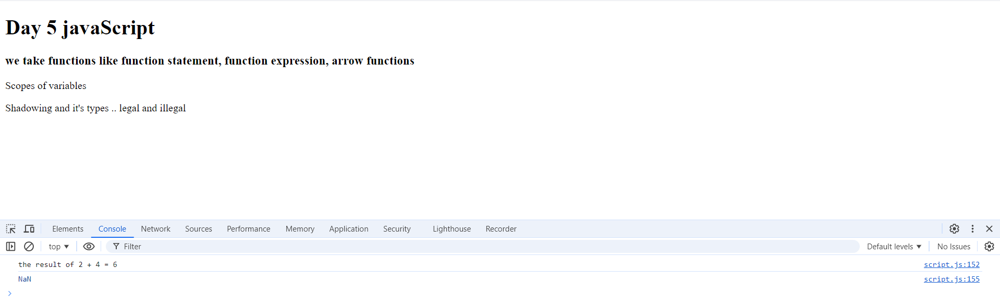 Day 5 javaScript
we take functions like function statement, function expression, arrow functions
Scopes of variables
Shadowing and it's types .. legal and illegal
Elements Console Network Sources Performance Memory Application Security Lighthouse Recorder
top Filter Default levels No Issues
the result of 2 + 4 = 6 script.js:152
NaN script.js:155